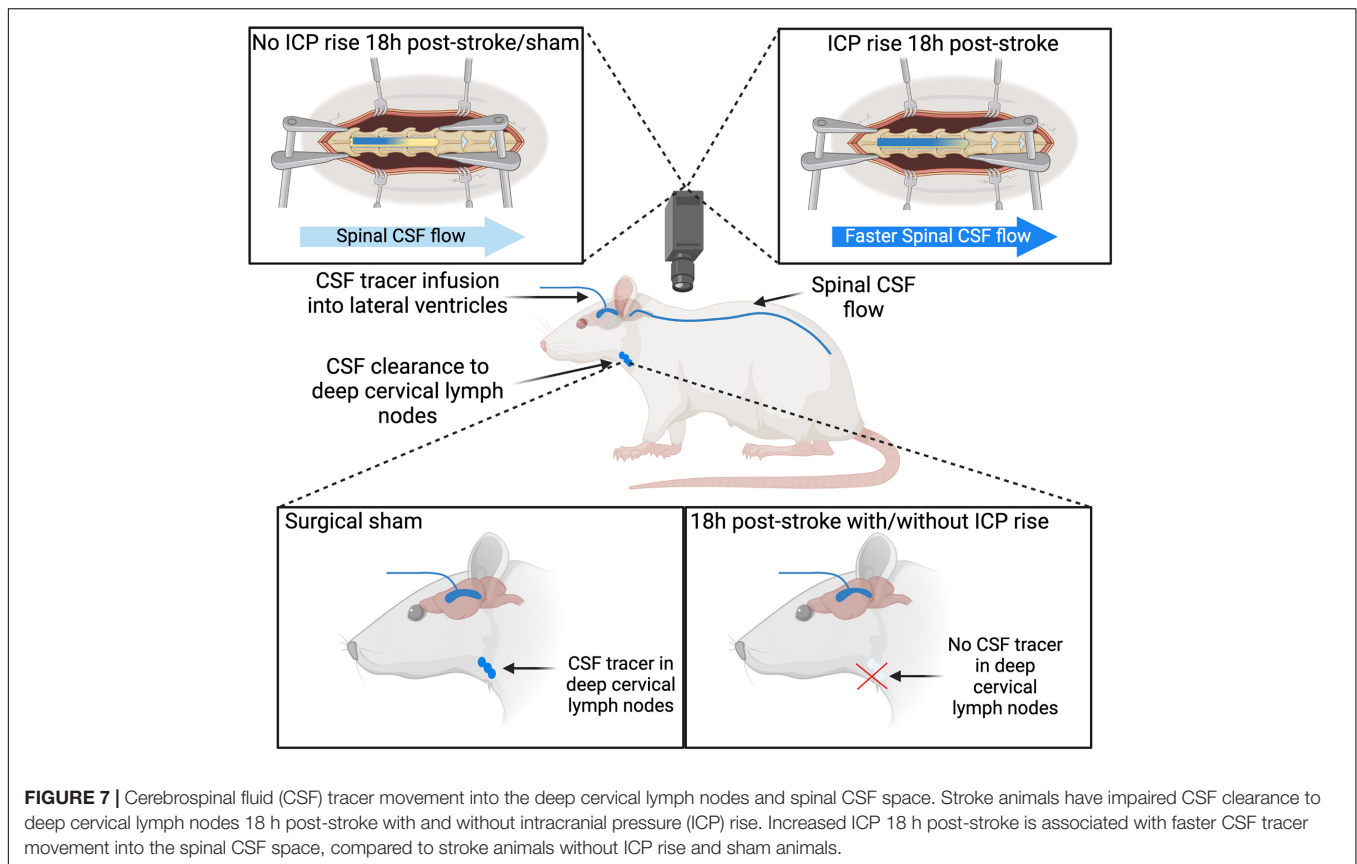 No ICP rise 18h post-stroke/sham
Spinal CSF flow
ICP rise 18h post-stroke
Faster Spinal CSF flow
CSF tracer infusion
into lateral ventricles
Spinal CSF
flow
CSF clearance to
deep cervical lymph
nodes
Surgical sham
CSF tracer in
deep cervical
lymph nodes
18h post-stroke with/without ICP rise
No CSF tracer
in deep
cervical
lymph nodes
FIGURE 7 | Cerebrospinal fluid (CSF) tracer movement into the deep cervical lymph nodes and spinal CSF space. Stroke animals have impaired CSF clearance to
deep cervical lymph nodes 18 h post-stroke with and without intracranial pressure (ICP) rise. Increased ICP 18 h post-stroke is associated with faster CSF tracer
movement into the spinal CSF space, compared to stroke animals without ICP rise and sham animals.